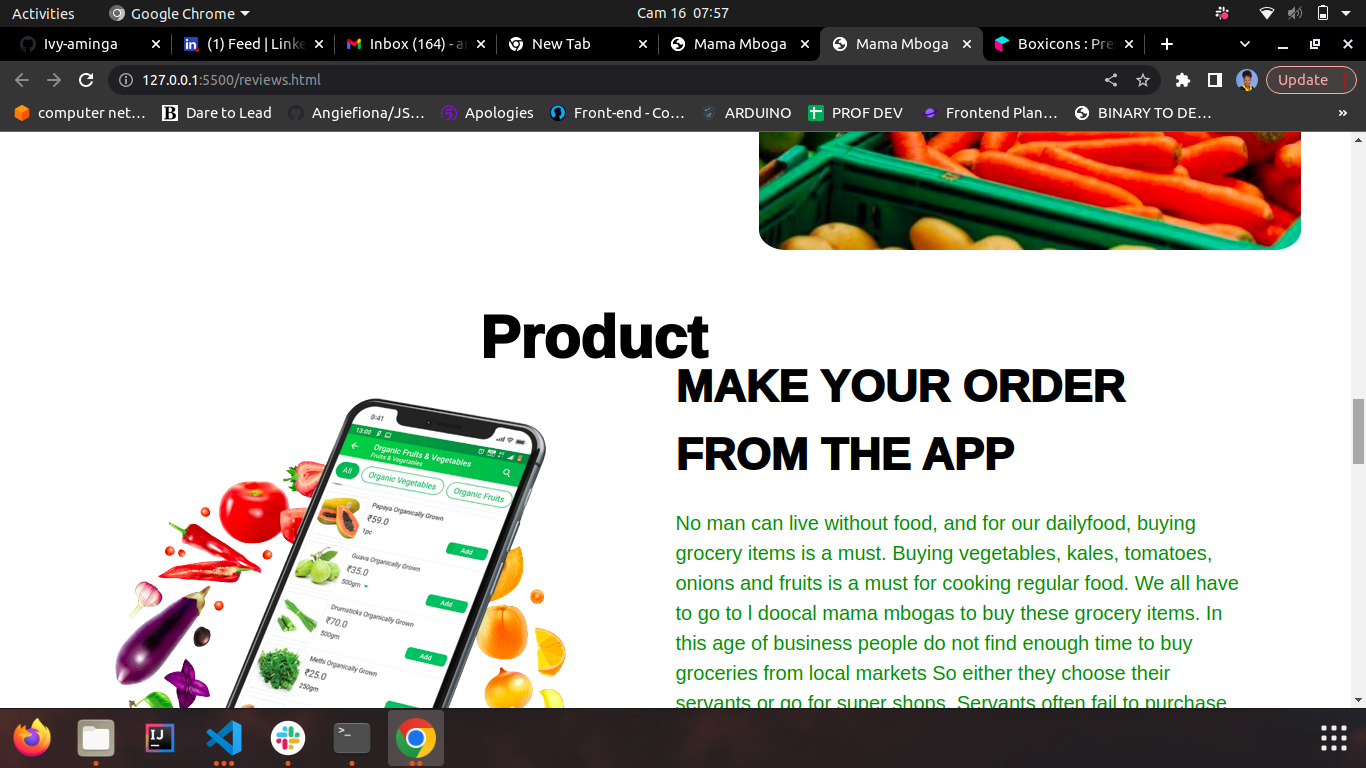 Activities
Google Chrome
Cam 16 07:57
Ivy-aminga
in (1) Feed | Linke
Inbox (164) - a
New Tab
Mama Mboga
Mama Mboga
Boxicons : Pre
127.0.0.1:5500/reviews.html
Update
computer net…
B Dare to Lead
Angiefiona/JS…
Apologies
Front-end - Co…
ARDUINO
PROF DEV
Frontend Plan…
BINARY TO DE…
»
Product
MAKE YOUR ORDER
FROM THE APP
No man can live without food, and for our dailyfood, buying
grocery items is a must. Buying vegetables, kales, tomatoes,
onions and fruits is a must for cooking regular food. We all have
to go to l doocal mama mbogas to buy these grocery items. In
this age of business people do not find enough time to buy
groceries from local markets So either they choose their
servants or go for super shops. Servants often fail to purchase
9:41
13:00
Organic Fruits & Vegetables
Fruits & Vegetables
All
Organic Vegetables
Organic Fruits
Papaya Organically Grown
₹59.0
1pc
Add
Guava Organically Grown
₹35.0
500gm
Add
Drumsticks Organically Grown
₹70.0
500gm
Add
Methi Organically Grown
₹25.0
250gm
IJ
>_